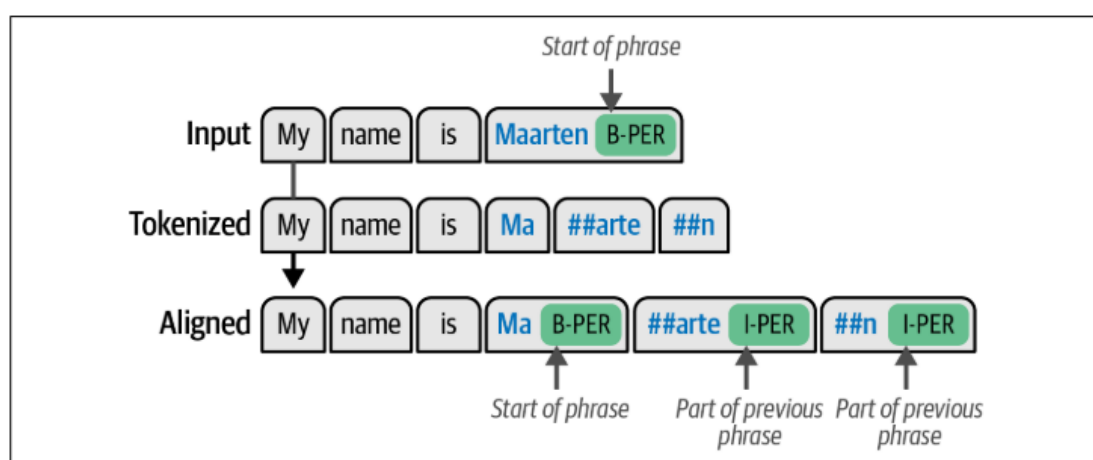 Start of phrase
Input My name is Maarten B-PER
Tokenized My name is Ma ##arte ##n
Aligned My name is Ma B-PER ##arte I-PER ##n I-PER
Start of phrase Part of previous Part of previous
phrase phrase